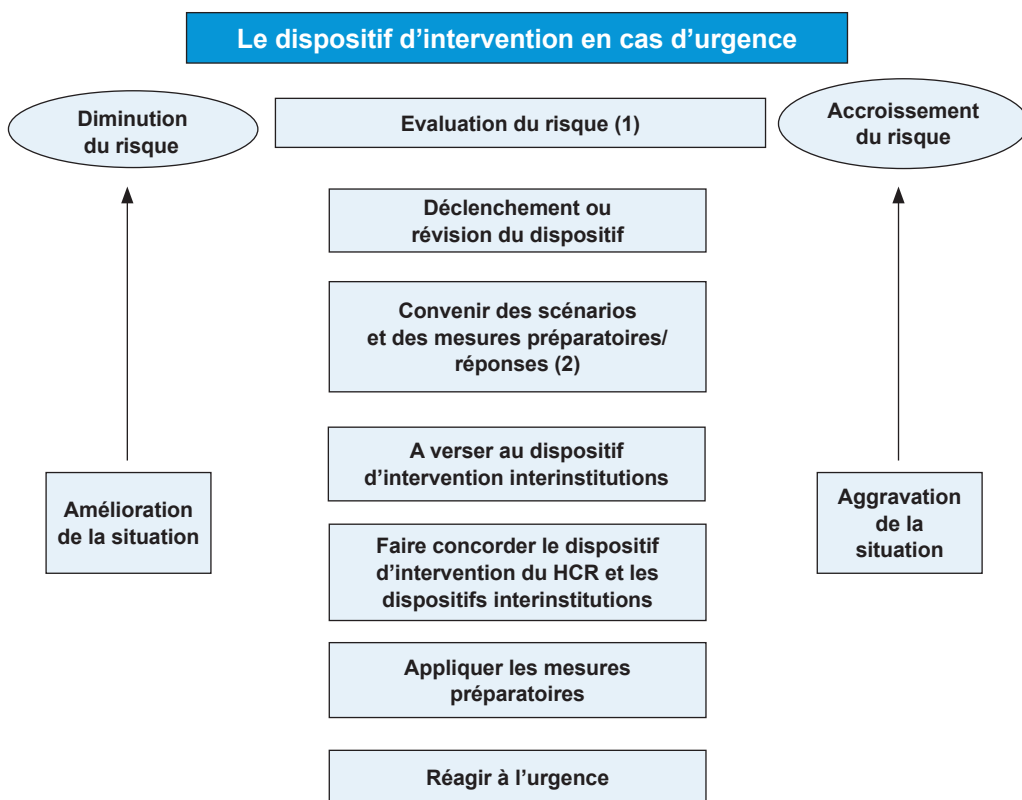 Le dispositif d'intervention en cas d'urgence
Diminution
du risque
Evaluation du risque (1)
Accroissement
du risque
Déclenchement ou
révision du dispositif
Convenir des scénarios
et des mesures préparatoires/
réponses (2)
A verser au dispositif
d'intervention interinstitutions
Amélioration
de la situation
Aggravation
de la
situation
Faire concorder le dispositif
d'intervention du HCR et les
dispositifs interinstitutions
Appliquer les mesures
préparatoires
Réagir à l'urgence